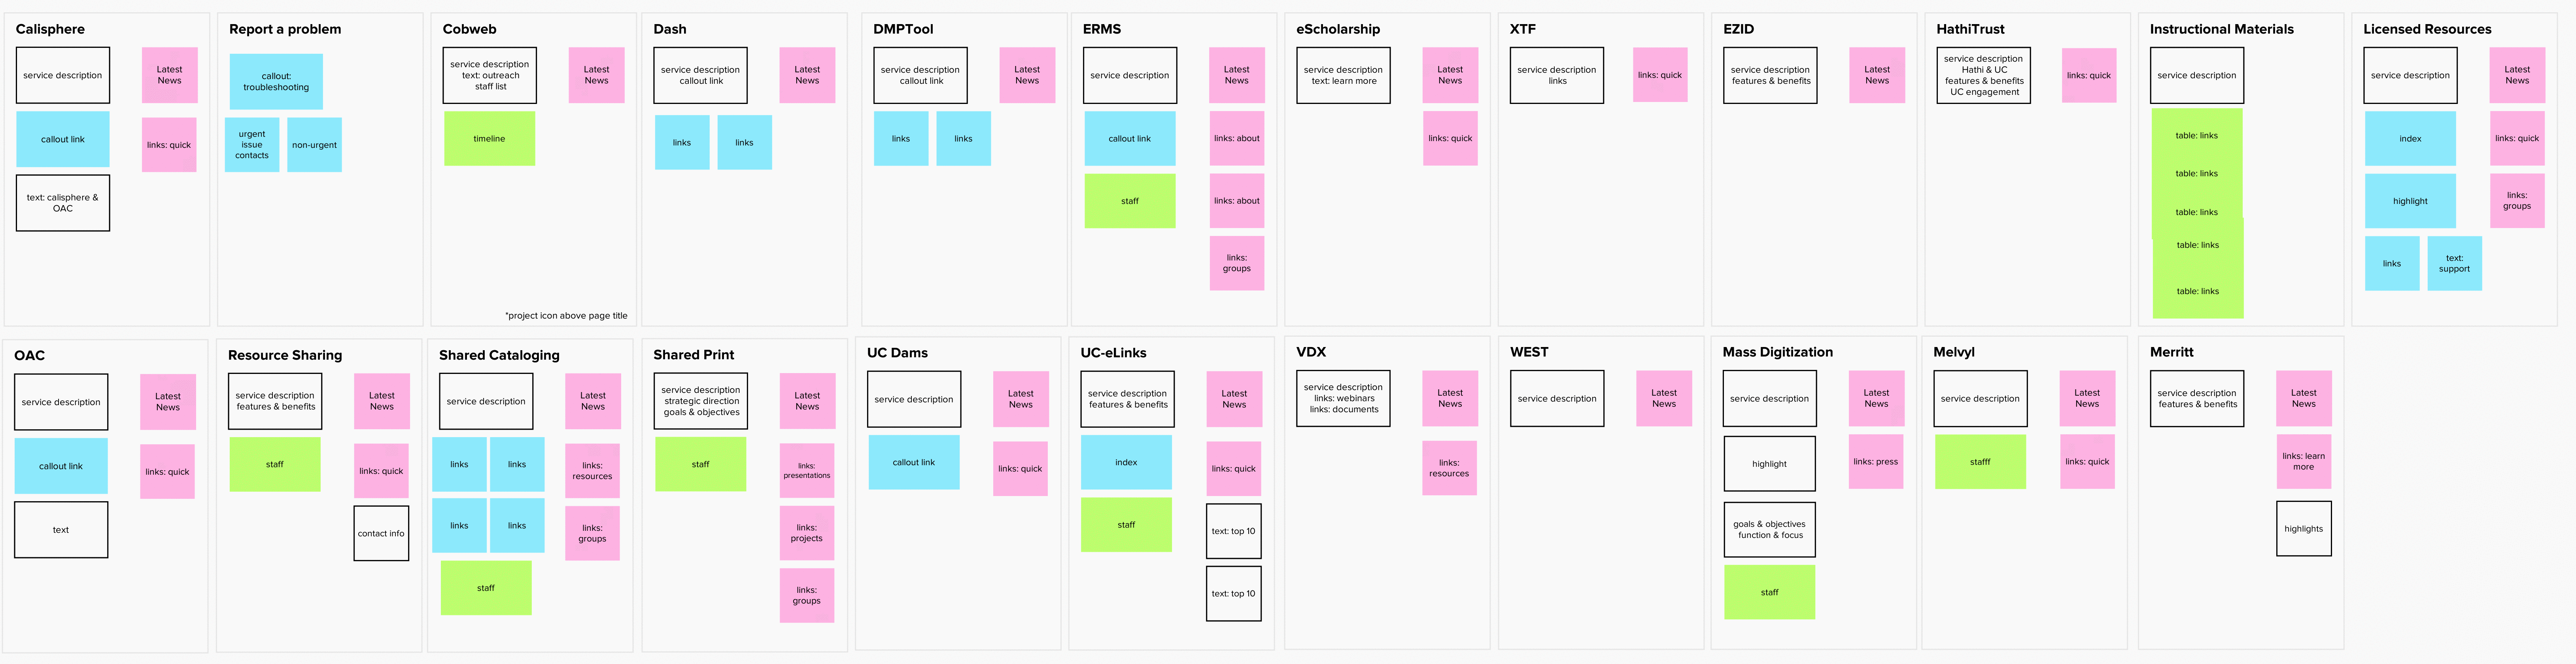 Calisphere
service description
Latest
News
callout link
links: quick
text: calisphere &
OAC
Report a problem
callout:
troubleshooting
urgent
issue
contacts
non-urgent
Cobweb
service description
text: outreach
staff list
Latest
News
timeline
*project icon above page title
Dash
service description
callout link
Latest
News
links
links
DMPTool
service description
callout link
Latest
News
links
links
ERMS
service description
Latest
News
callout link
links: about
staff
links: about
links:
groups
eScholarship
service description
text: learn more
Latest
News
links: quick
XTF
service description
links
links: quick
EZID
service description
features & benefits
Latest
News
HathiTrust
service description
Hathi & UC
features & benefits
UC engagement
links: quick
Instructional Materials
service description
table: links
table: links
table: links
table: links
table: links
Licensed Resources
service description
Latest
News
index
links: quick
highlight
links:
groups
links
text:
support
OAC
service description
Latest
News
callout link
links: quick
text
Resource Sharing
service description
features & benefits
Latest
News
staff
links: quick
contact info
Shared Cataloging
service description
Latest
News
links
links
links:
resources
links
links
links:
groups
staff
Shared Print
service description
strategic direction
goals & objectives
Latest
News
staff
links:
presentations
links:
projects
links:
groups
UC Dams
service description
Latest
News
callout link
links: quick
UC-eLinks
service description
features & benefits
Latest
News
index
links: quick
staff
text: top 10
text: top 10
VDX
service description
links: webinars
links: documents
Latest
News
links:
resources
WEST
service description
Latest
News
Mass Digitization
service description
Latest
News
highlight
links: press
goals & objectives
function & focus
staff
Melvyl
service description
Latest
News
stafff
links: quick
Merritt
service description
features & benefits
Latest
News
links: learn
more
highlights